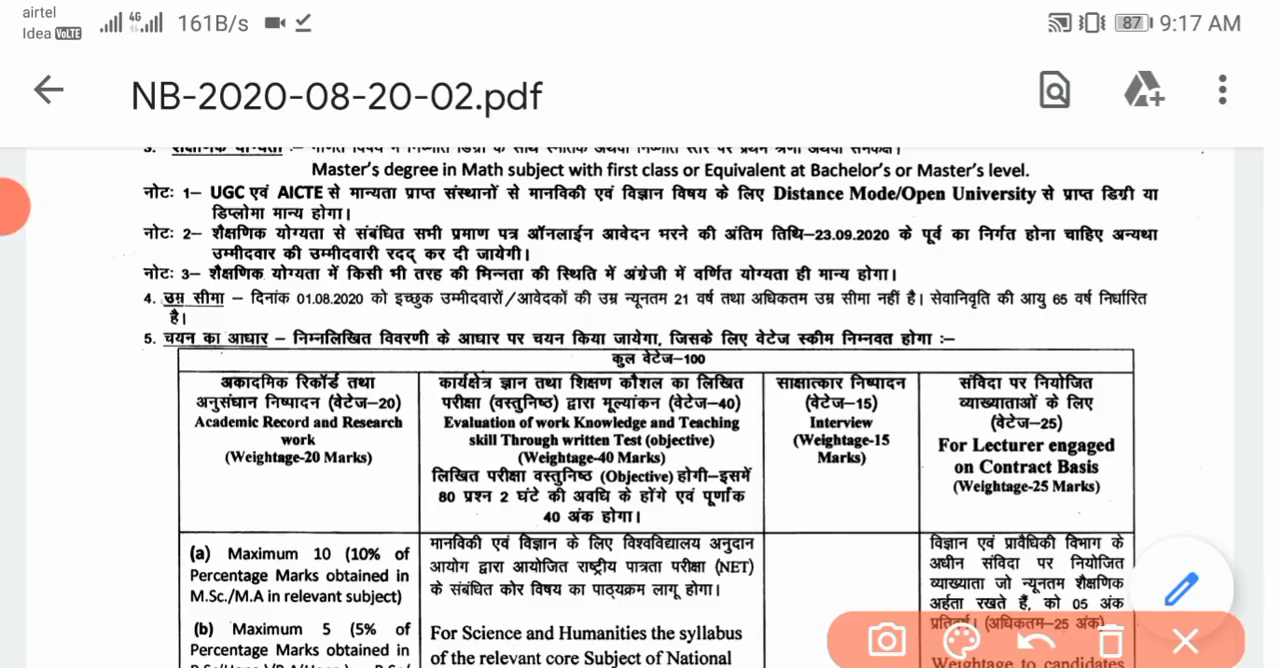 airtel
Idea VoLTE
4G
161B/s
87
9:17 AM
NB-2020-08-20-02.pdf
3. शैक्षणिक योग्यता :–
Master's degree in Math subject with first class or Equivalent at Bachelor's or Master's level.
नोटः 1– UGC एवं AICTE से मान्यता प्राप्त संस्थानों से मानविकी एवं विज्ञान विषय के लिए Distance Mode/Open University से प्राप्त डिग्री या
डिप्लोमा मान्य होगा।
नोटः 2– शैक्षणिक योग्यता से संबंधित सभी प्रमाण पत्र ऑनलाईन आवेदन भरने की अंतिम तिथि–23.09.2020 के पूर्व का निर्गत होना चाहिए अन्यथा
उम्मीदवार की उम्मीदवारी रदद् कर दी जायेगी।
नोटः 3– शैक्षणिक योग्यता में किसी भी तरह की भिन्नता की स्थिति में अंग्रेजी में वर्णित योग्यता ही मान्य होगा।
4. उम्र सीमा – दिनांक 01.08.2020 को इच्छुक उम्मीदवारों/आवेदकों की उम्र न्यूनतम 21 वर्ष तथा अधिकतम उम्र सीमा नहीं है। सेवानिवृति की आयु 65 वर्ष निर्धारित
है।
5. चयन का आधार – निम्नलिखित विवरणी के आधार पर चयन किया जायेगा, जिसके लिए वेटेज स्कीम निम्नवत होगा :–
कुल वेटेज–100
अकादमिक रिकॉर्ड तथा
अनुसंधान निष्पादन (वेटेज–20)
Academic Record and Research
work
(Weightage-20 Marks)
कार्यक्षेत्र ज्ञान तथा शिक्षण कौशल का लिखित
परीक्षा (वस्तुनिष्ठ) द्वारा मूल्यांकन (वेटेज–40)
Evaluation of work Knowledge and Teaching
skill Through written Test (objective)
(Weightage-40 Marks)
लिखित परीक्षा वस्तुनिष्ठ (Objective) होगी–इसमें
80 प्रश्न 2 घंटे की अवधि के होंगे एवं पूर्णांक
40 अंक होगा।
साक्षात्कार निष्पादन
(वेटेज–15)
Interview
(Weightage-15
Marks)
संविदा पर नियोजित
व्याख्याताओं के लिए
(वेटेज–25)
For Lecturer engaged
on Contract Basis
(Weightage-25 Marks)
(a) Maximum 10 (10% of
Percentage Marks obtained in
M.Sc./M.A in relevant subject)
(b) Maximum 5 (5% of
Percentage Marks obtained in
मानविकी एवं विज्ञान के लिए विश्वविद्यालय अनुदान
आयोग द्वारा आयोजित राष्ट्रीय पात्रता परीक्षा (NET)
के संबंधित कोर विषय का पाठ्यक्रम लागू होगा।
For Science and Humanities the syllabus
of the relevant core Subject of National
विज्ञान एवं प्रावैधिकी विभाग के
अधीन संविदा पर नियोजित
व्याख्याता जो न्यूनतम शैक्षणिक
अर्हता रखते हैं, को 05 अंक
प्रतिवर्ष। (अधिकतम–25 अंक)
Weightage to candidates